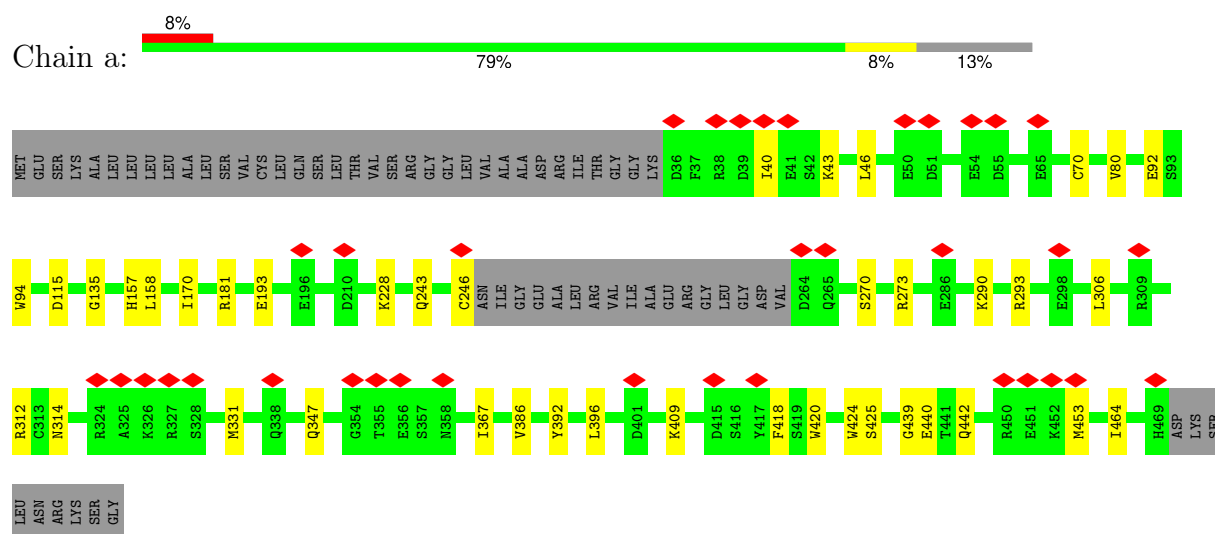 8%
Chain a:
79% 8% 13%
MET GLU SER LYS ALA LEU LEU LEU LEU ALA LEU SER VAL CYS LEU GLN SER LEU THR VAL SER ARG GLY GLY LEU VAL ALA ALA ASP ARG ILE THR GLY GLY LYS D36 F37 R38 D39 I40 E41 S42 K43 L46 E50 D51 E54 D55 E65 C70 V80 E92 S93
W94 D115 G135 H157 L158 I170 R181 E193 E196 D210 K228 Q243 C246 ASN ILE GLY GLU ALA LEU ARG VAL ILE ALA GLU ARG GLY LEU GLY ASP VAL D264 Q265 S270 R273 E286 K290 R293 E298 L306 R309
R312 C313 N314 R324 A325 K326 R327 S328 M331 Q338 Q347 G354 T355 E356 S357 N358 I367 V386 Y392 L396 D401 K409 D415 S416 Y417 F418 S419 W420 W424 S425 G439 E440 T441 Q442 R450 E451 K452 M453 I464 H469 ASP LYS SER
LEU ASN ARG LYS SER GLY